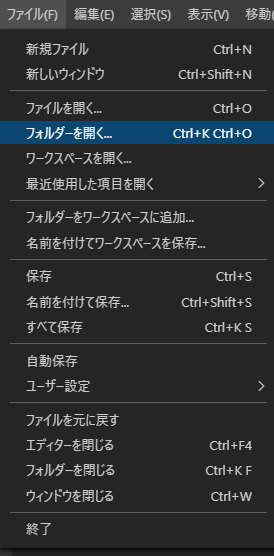 ファイル(F) 編集(E) 選択(S) 表示(V) 移動(
新規ファイル Ctrl+N
新しいウィンドウ Ctrl+Shift+N
ファイルを開く... Ctrl+O
フォルダーを開く... Ctrl+K Ctrl+O
ワークスペースを開く...
最近使用した項目を開く
フォルダーをワークスペースに追加...
名前を付けてワークスペースを保存...
保存 Ctrl+S
名前を付けて保存... Ctrl+Shift+S
すべて保存 Ctrl+K S
自動保存
ユーザー設定
ファイルを元に戻す
エディターを閉じる Ctrl+F4
フォルダーを閉じる Ctrl+K F
ウィンドウを閉じる Ctrl+W
終了